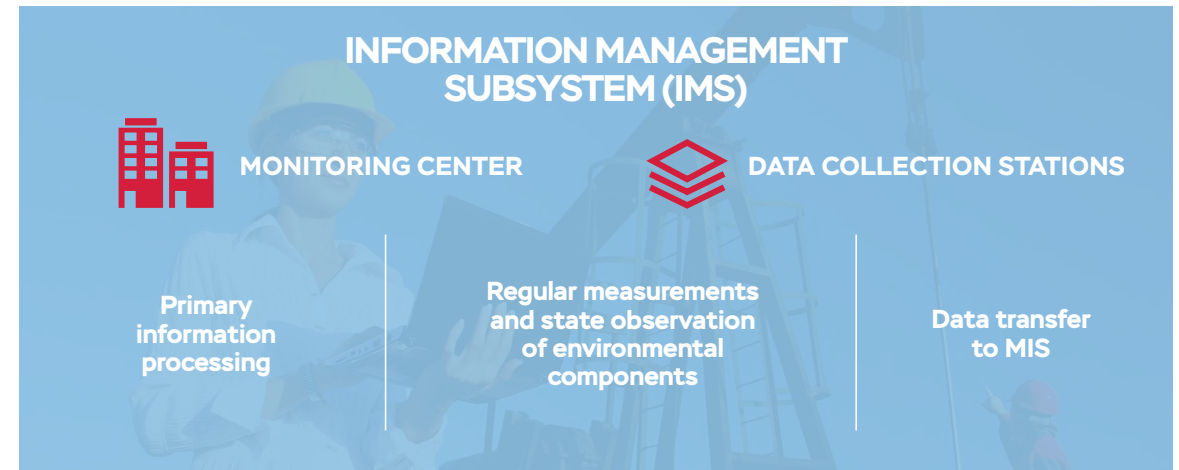 INFORMATION MANAGEMENT
SUBSYSTEM (IMS)
MONITORING CENTER
DATA COLLECTION STATIONS
Primary
information
processing
Regular measurements
and state observation
of environmental
components
Data transfer
to MIS